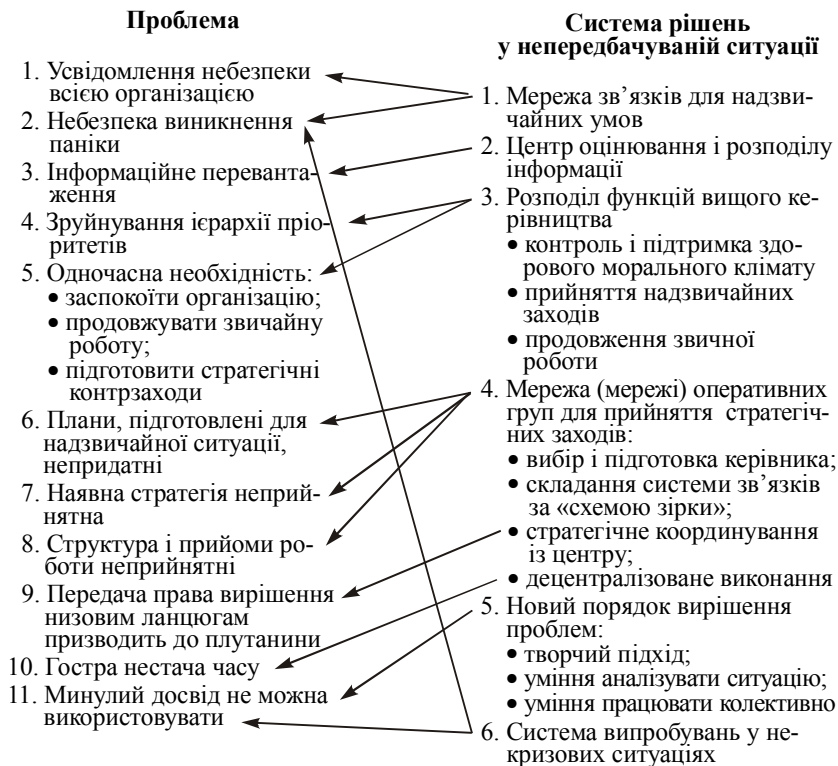 Проблема
1. Усвідомлення небезпеки
всією організацією
2. Небезпека виникнення
паніки
3. Інформаційне переванта-
ження
4. Зруйнування ієрархії пріо-
ритетів
5. Одночасна необхідність:
• заспокоїти організацію;
• продовжувати звичайну
роботу;
• підготовити стратегічні
контрзаходи
6. Плани, підготовлені для
надзвичайної ситуації,
непридатні
7. Наявна стратегія неприй-
нятна
8. Структура і прийоми ро-
боти неприйнятні
9. Передача права вирішення
низовим ланцюгам
призводить до плутанини
10. Гостра нестача часу
11. Минулий досвід не можна
використовувати
Система рішень
у непередбачуваній ситуації
1. Мережа зв’язків для надзви-
чайних умов
2. Центр оцінювання і розподілу
інформації
3. Розподіл функцій вищого ке-
рівництва
• контроль і підтримка здо-
рового морального клімату
• прийняття надзвичайних
заходів
• продовження звичної
роботи
4. Мережа (мережі) оперативних
груп для прийняття стратегіч-
них заходів:
• вибір і підготовка керівника;
• складання системи зв’язків
за «схемою зірки»;
• стратегічне координування
із центру;
• децентралізоване виконання
5. Новий порядок вирішення
проблем:
• творчий підхід;
• уміння аналізувати ситуацію;
• уміння працювати колективно
6. Система випробувань у не-
кризових ситуаціях